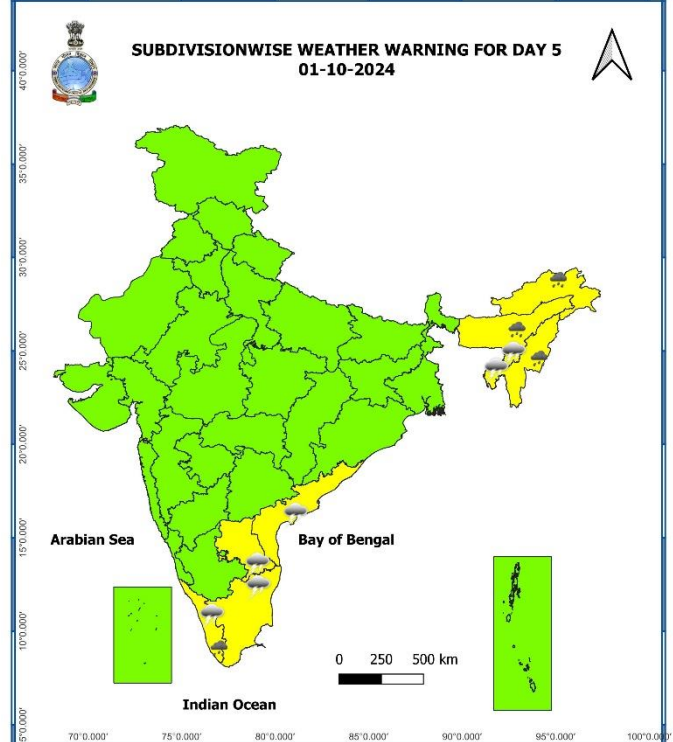 SUBDIVISIONWISE WEATHER WARNING FOR DAY 5
01-10-2024
40°0.000'
35°0.000'
30°0.000'
25°0.000'
20°0.000'
15°0.000'
10°0.000'
5°0.000'
Arabian Sea
Bay of Bengal
0 250 500 km
Indian Ocean
70°0.000' 75°0.000' 80°0.000' 85°0.000' 90°0.000' 95°0.000' 100°0.000'